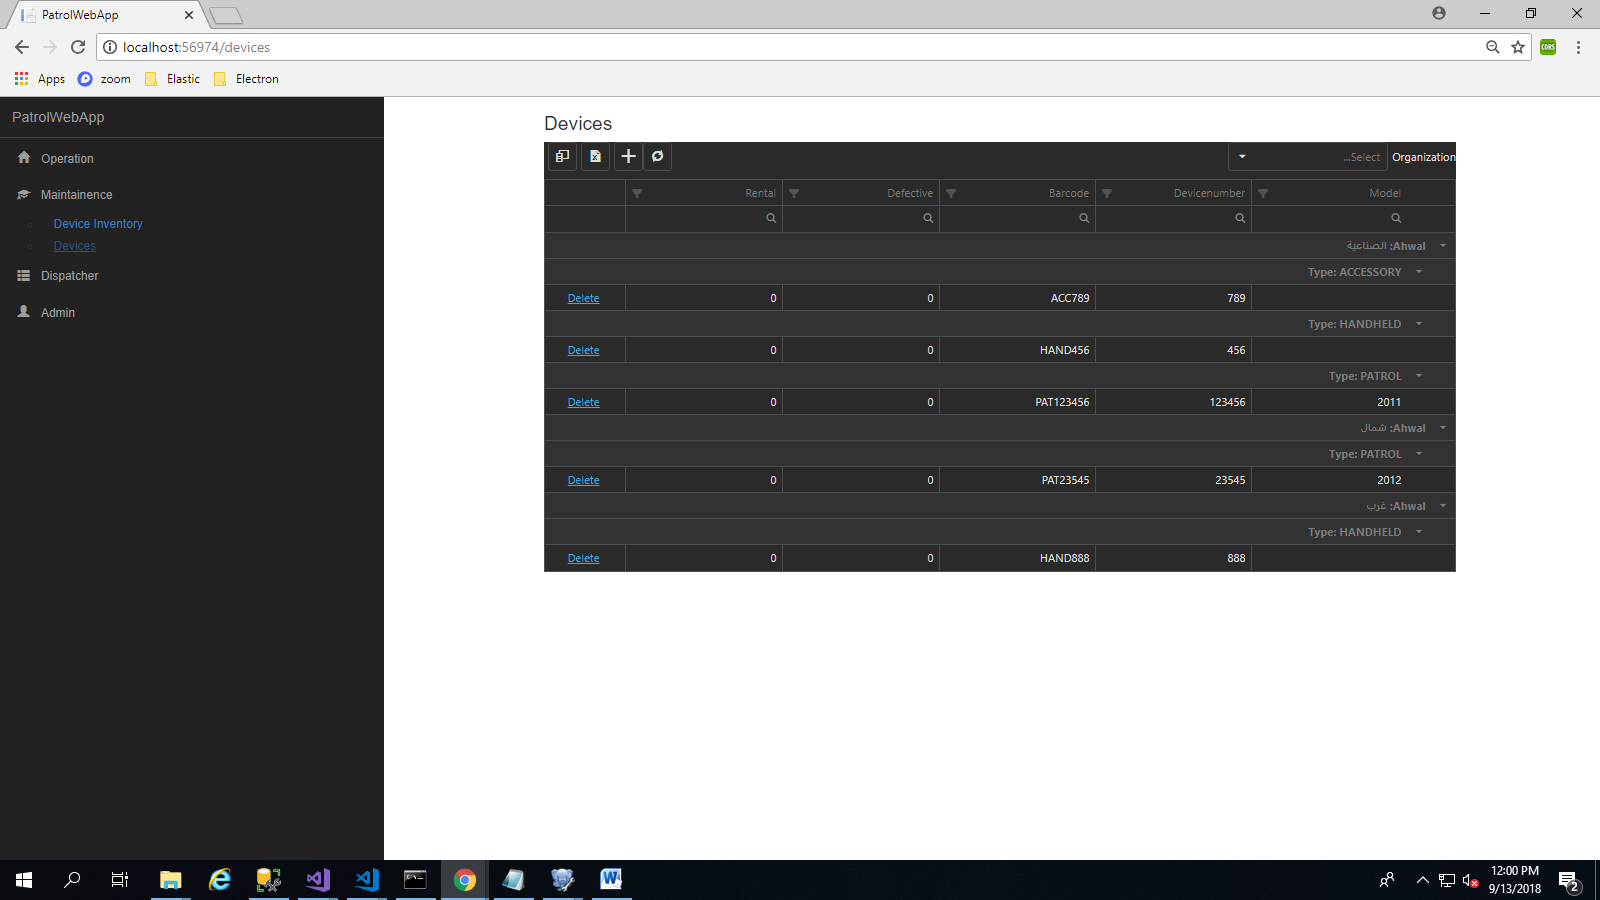 PatrolWebApp
localhost:56974/devices
CORS
Apps zoom Elastic Electron
PatrolWebApp
Operation
Maintainence
Device Inventory
Devices
Dispatcher
Admin
Devices
...Select Organization
Rental Defective Barcode Devicenumber Model
Ahwal: الصناعية
Type: ACCESSORY
Delete 0 0 ACC789 789
Type: HANDHELD
Delete 0 0 HAND456 456
Type: PATROL
Delete 0 0 PAT123456 123456 2011
Ahwal: شمال
Type: PATROL
Delete 0 0 PAT23545 23545 2012
Ahwal: غرب
Type: HANDHELD
Delete 0 0 HAND888 888
12:00 PM
9/13/2018
2